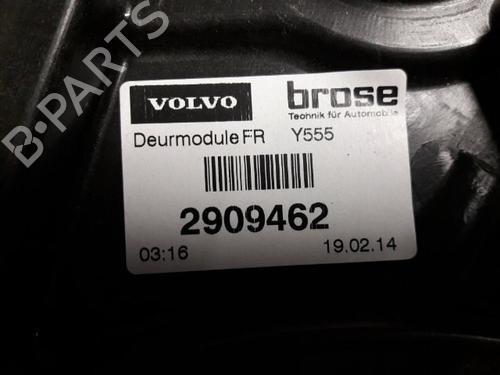 B-PARTS
VOLVO
brose
Technik für Automobile
Deurmodule FR Y555
2909462
03:16 19.02.14